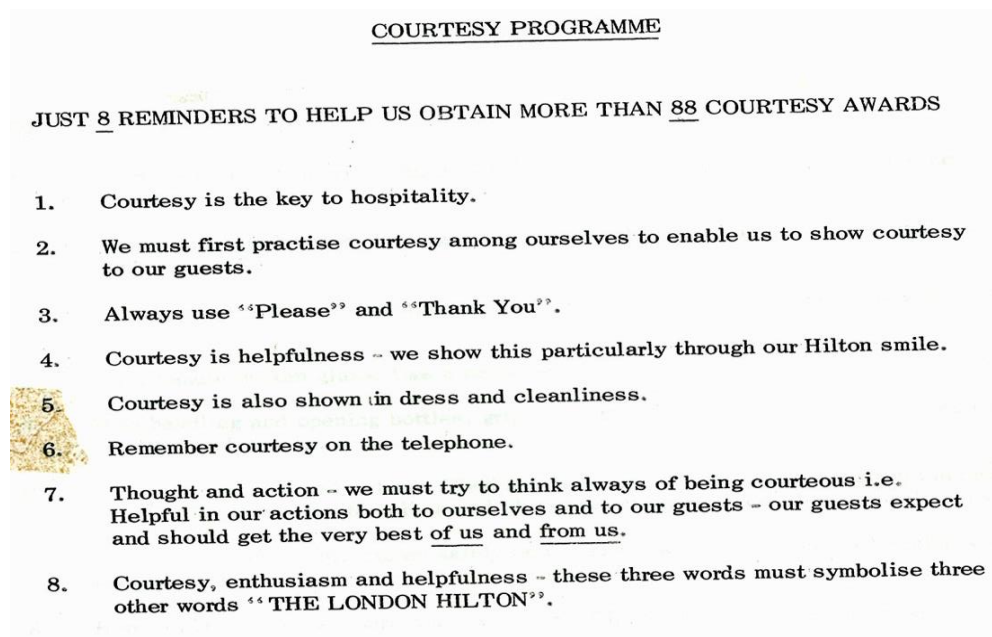 COURTESY PROGRAMME
JUST 8 REMINDERS TO HELP US OBTAIN MORE THAN 88 COURTESY AWARDS
1. Courtesy is the key to hospitality.
2. We must first practise courtesy among ourselves to enable us to show courtesy
to our guests.
3. Always use "Please" and "Thank You".
4. Courtesy is helpfulness - we show this particularly through our Hilton smile.
5. Courtesy is also shown in dress and cleanliness.
6. Remember courtesy on the telephone.
7. Thought and action - we must try to think always of being courteous i.e.
Helpful in our actions both to ourselves and to our guests - our guests expect
and should get the very best of us and from us.
8. Courtesy, enthusiasm and helpfulness - these three words must symbolise three
other words "THE LONDON HILTON".